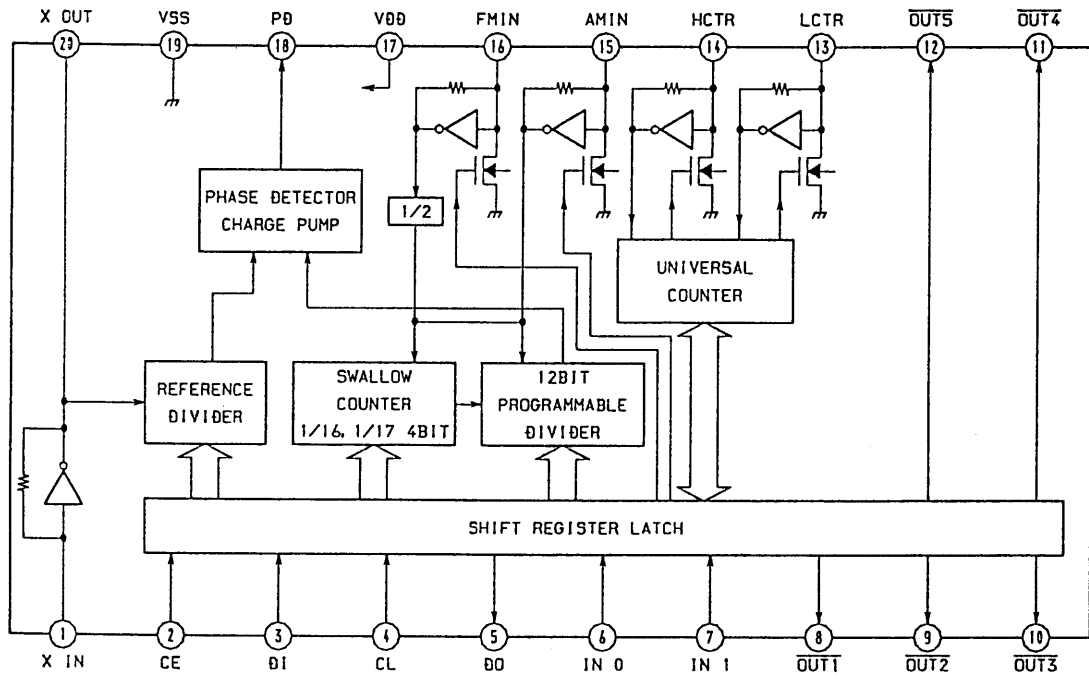 X OUT VSS PD VDD FMIN AMIN HCTR LCTR OUT5 OUT4
20 19 18 17 16 15 14 13 12 11
PHASE DETECTOR
CHARGE PUMP
1/2
UNIVERSAL
COUNTER
REFERENCE
DIVIDER
SWALLOW
COUNTER
1/16, 1/17 4BIT
12BIT
PROGRAMMABLE
DIVIDER
SHIFT REGISTER LATCH
1 2 3 4 5 6 7 8 9 10
X IN CE DI CL DO IN 0 IN 1 OUT1 OUT2 OUT3